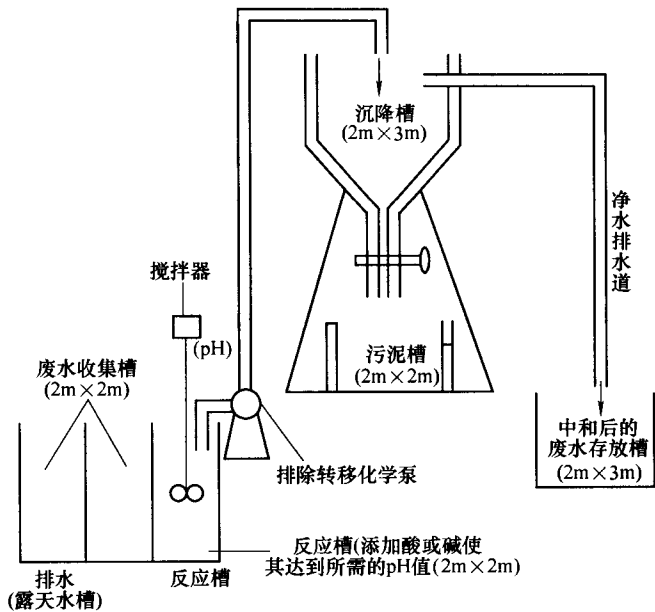 沉降槽
(2m×3m)
净水排水道
搅拌器
(pH)
废水收集槽
(2m×2m)
污泥槽
(2m×2m)
中和后的
废水存放槽
(2m×3m)
排除转移化学泵
反应槽(添加酸或碱使
其达到所需的pH值(2m×2m)
排水
(露天水槽)
反应槽